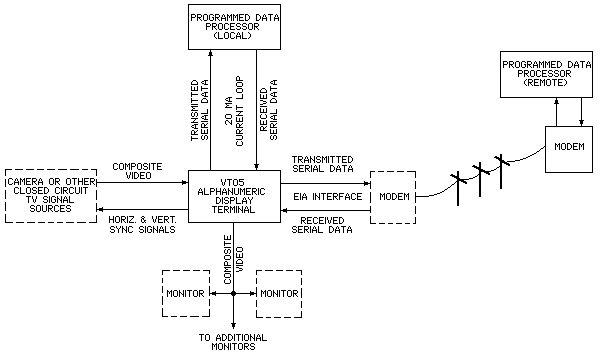 PROGRAMMED DATA
PROCESSOR
(LOCAL)
PROGRAMMED DATA
PROCESSOR
(REMOTE)
TRANSMITTED
SERIAL DATA
20 MA
CURRENT LOOP
RECEIVED
SERIAL DATA
MODEM
COMPOSITE
VIDEO
TRANSMITTED
SERIAL DATA
CAMERA OR OTHER
CLOSED CIRCUIT
TV SIGNAL
SOURCES
VT05
ALPHANUMERIC
DISPLAY
TERMINAL
EIA INTERFACE
MODEM
HORIZ. & VERT.
SYNC SIGNALS
RECEIVED
SERIAL DATA
COMPOSITE
VIDEO
MONITOR
MONITOR
TO ADDITIONAL
MONITORS